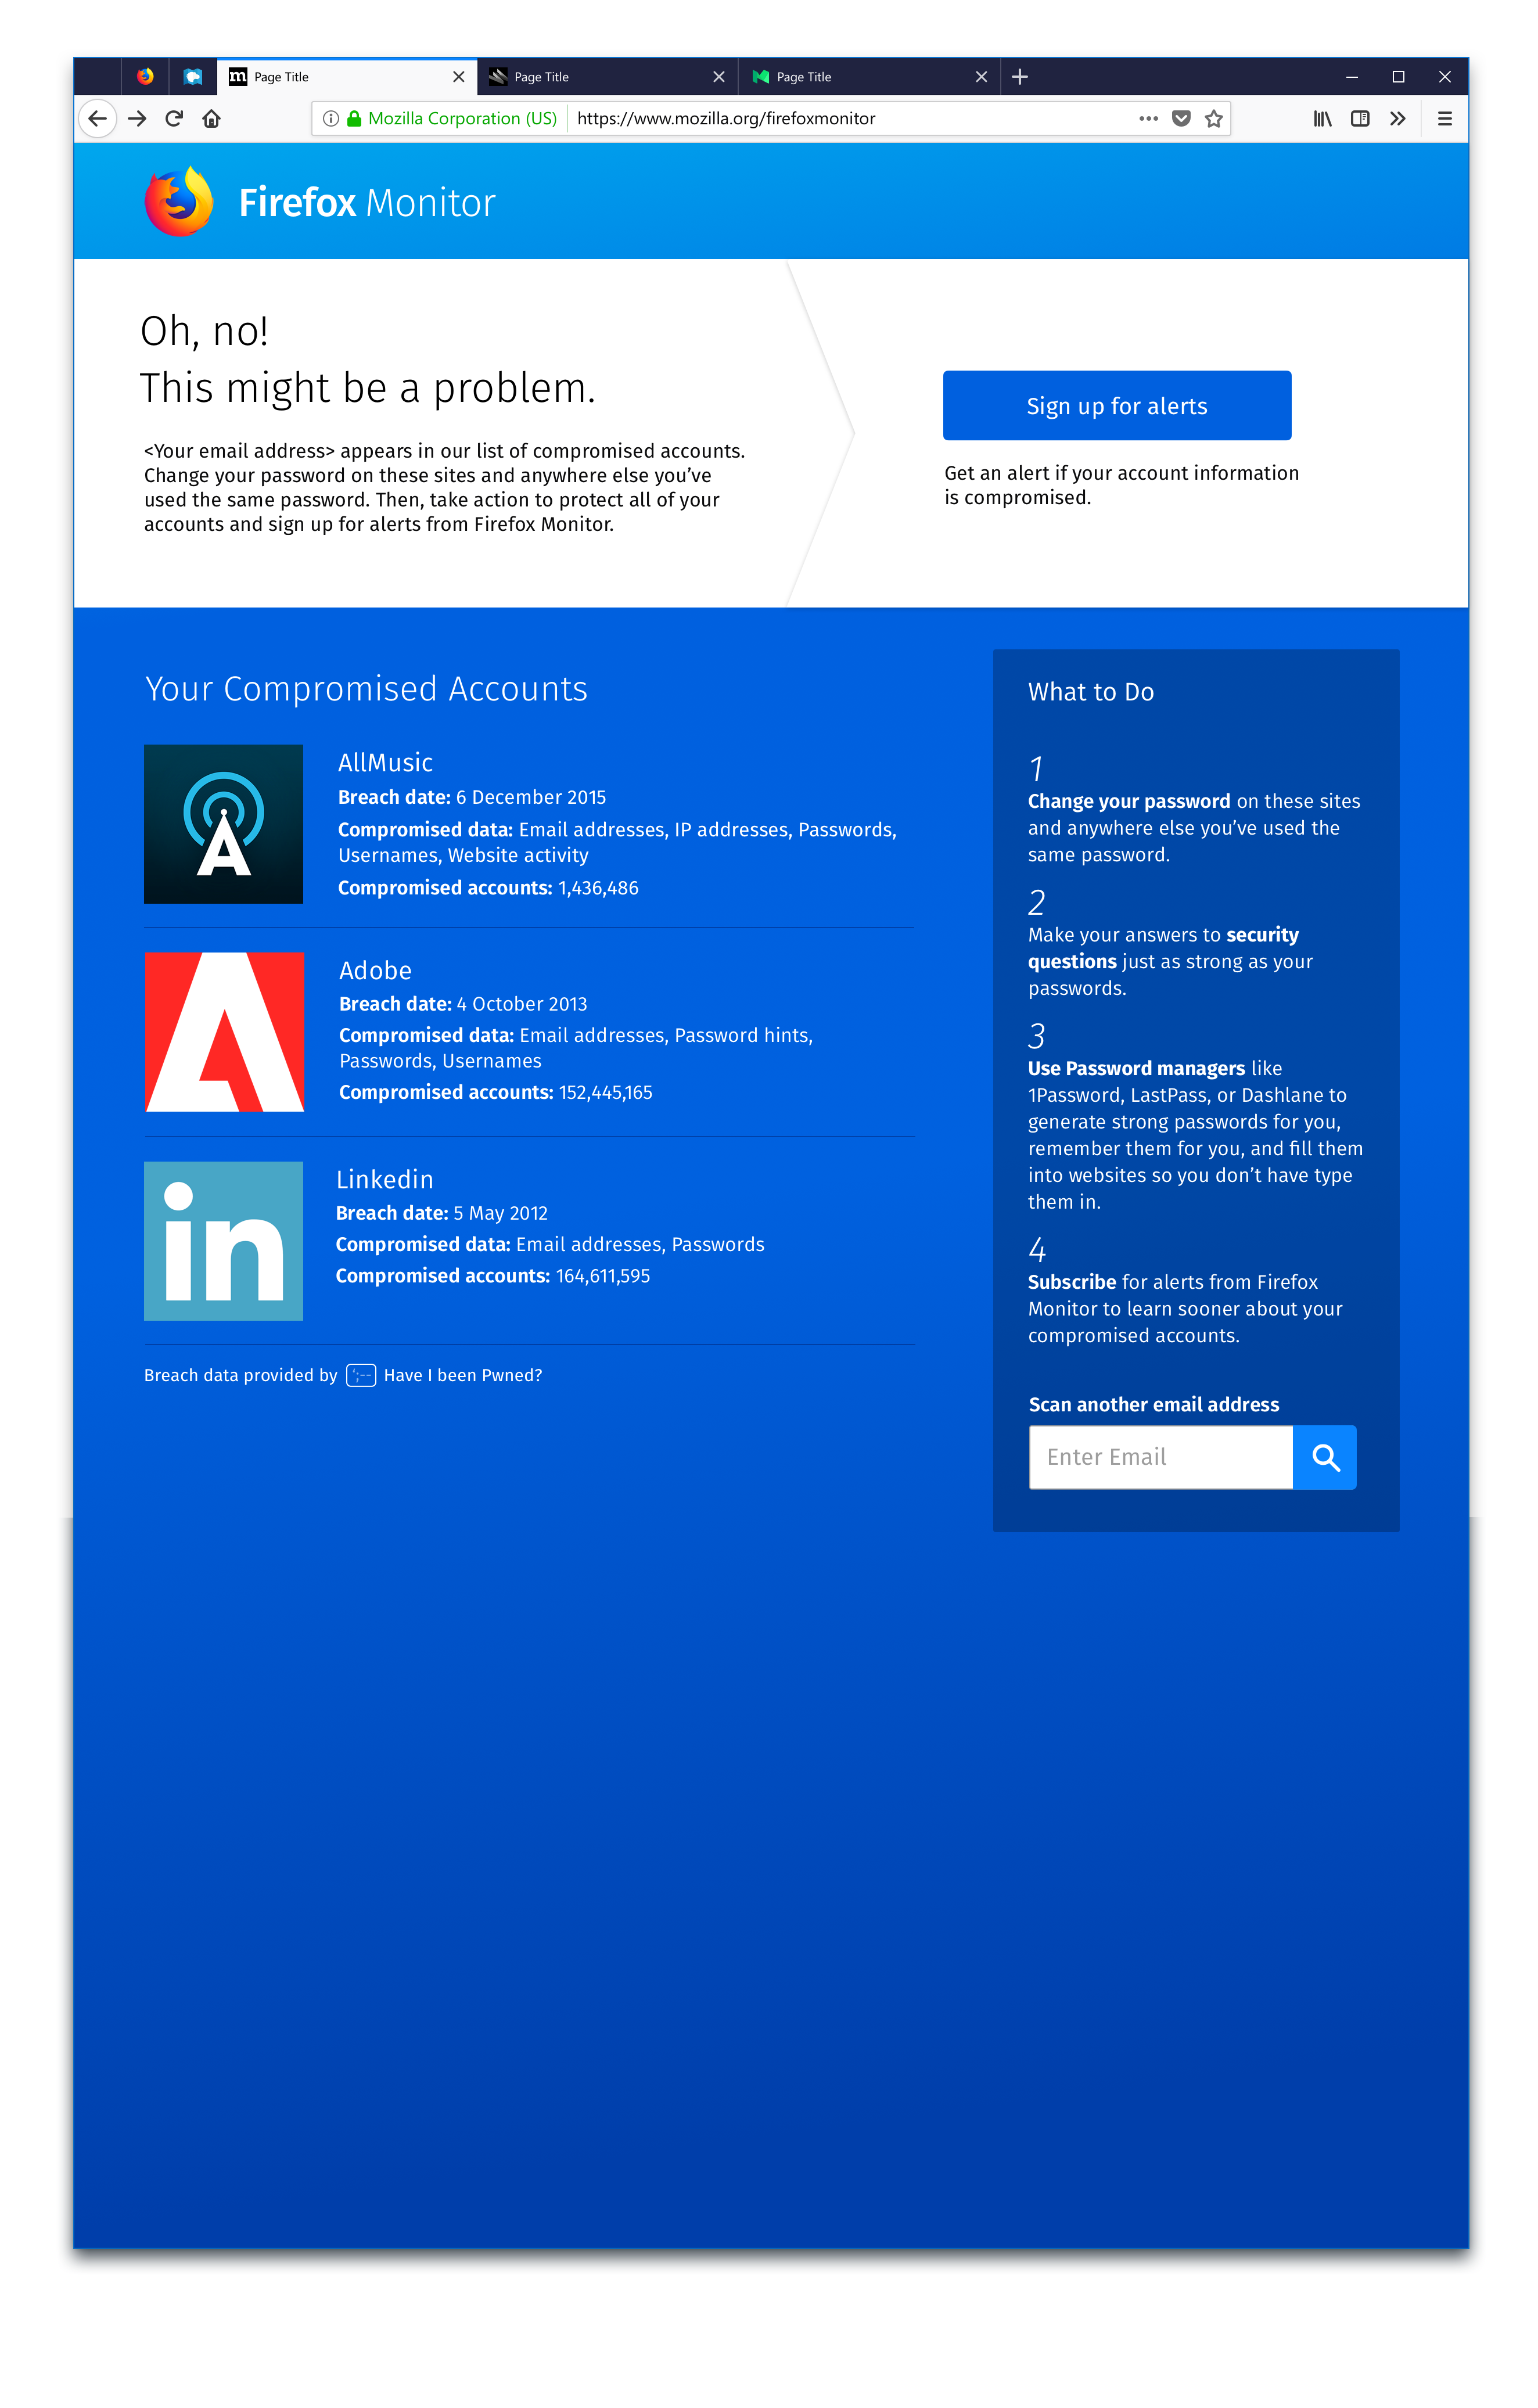 Page Title
Page Title
Page Title
Mozilla Corporation (US)
https://www.mozilla.org/firefoxmonitor
Firefox Monitor
Oh, no!
This might be a problem.
<Your email address> appears in our list of compromised accounts.
Change your password on these sites and anywhere else you’ve
used the same password. Then, take action to protect all of your
accounts and sign up for alerts from Firefox Monitor.
Sign up for alerts
Get an alert if your account information
is compromised.
Your Compromised Accounts
AllMusic
Breach date: 6 December 2015
Compromised data: Email addresses, IP addresses, Passwords,
Usernames, Website activity
Compromised accounts: 1,436,486
Adobe
Breach date: 4 October 2013
Compromised data: Email addresses, Password hints,
Passwords, Usernames
Compromised accounts: 152,445,165
in
Linkedin
Breach date: 5 May 2012
Compromised data: Email addresses, Passwords
Compromised accounts: 164,611,595
Breach data provided by ';-- Have I been Pwned?
What to Do
1
Change your password on these sites
and anywhere else you’ve used the
same password.
2
Make your answers to security
questions just as strong as your
passwords.
3
Use Password managers like
1Password, LastPass, or Dashlane to
generate strong passwords for you,
remember them for you, and fill them
into websites so you don’t have type
them in.
4
Subscribe for alerts from Firefox
Monitor to learn sooner about your
compromised accounts.
Scan another email address
Enter Email